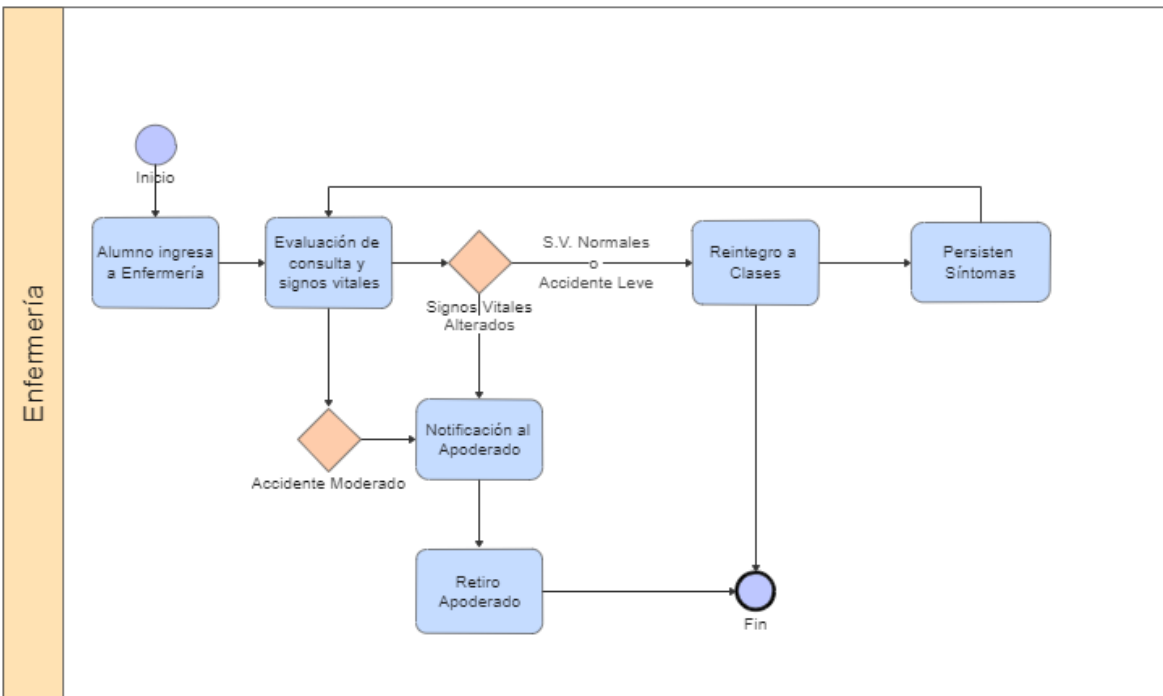 Enfermería
Inicio
Alumno ingresa
a Enfermería
Evaluación de
consulta y
signos vitales
S.V. Normales
o
Accidente Leve
Signos Vitales
Alterados
Reintegro a
Clases
Persisten
Síntomas
Accidente Moderado
Notificación al
Apoderado
Retiro
Apoderado
Fin